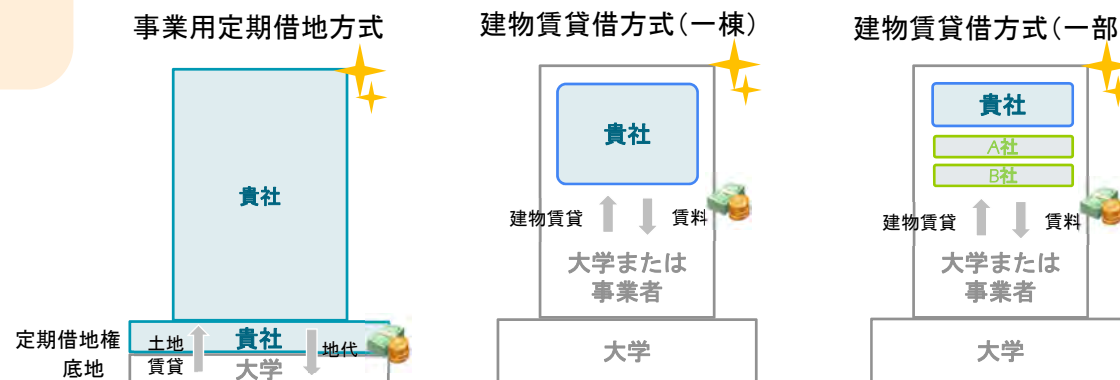 事業用定期借地方式
貴社
定期借地権
底地
土地
賃貸
貴社
大学
地代
建物賃貸借方式（一棟）
貴社
建物賃貸
賃料
大学または
事業者
大学
建物賃貸借方式（一部
貴社
A社
B社
建物賃貸
賃料
大学または
事業者
大学